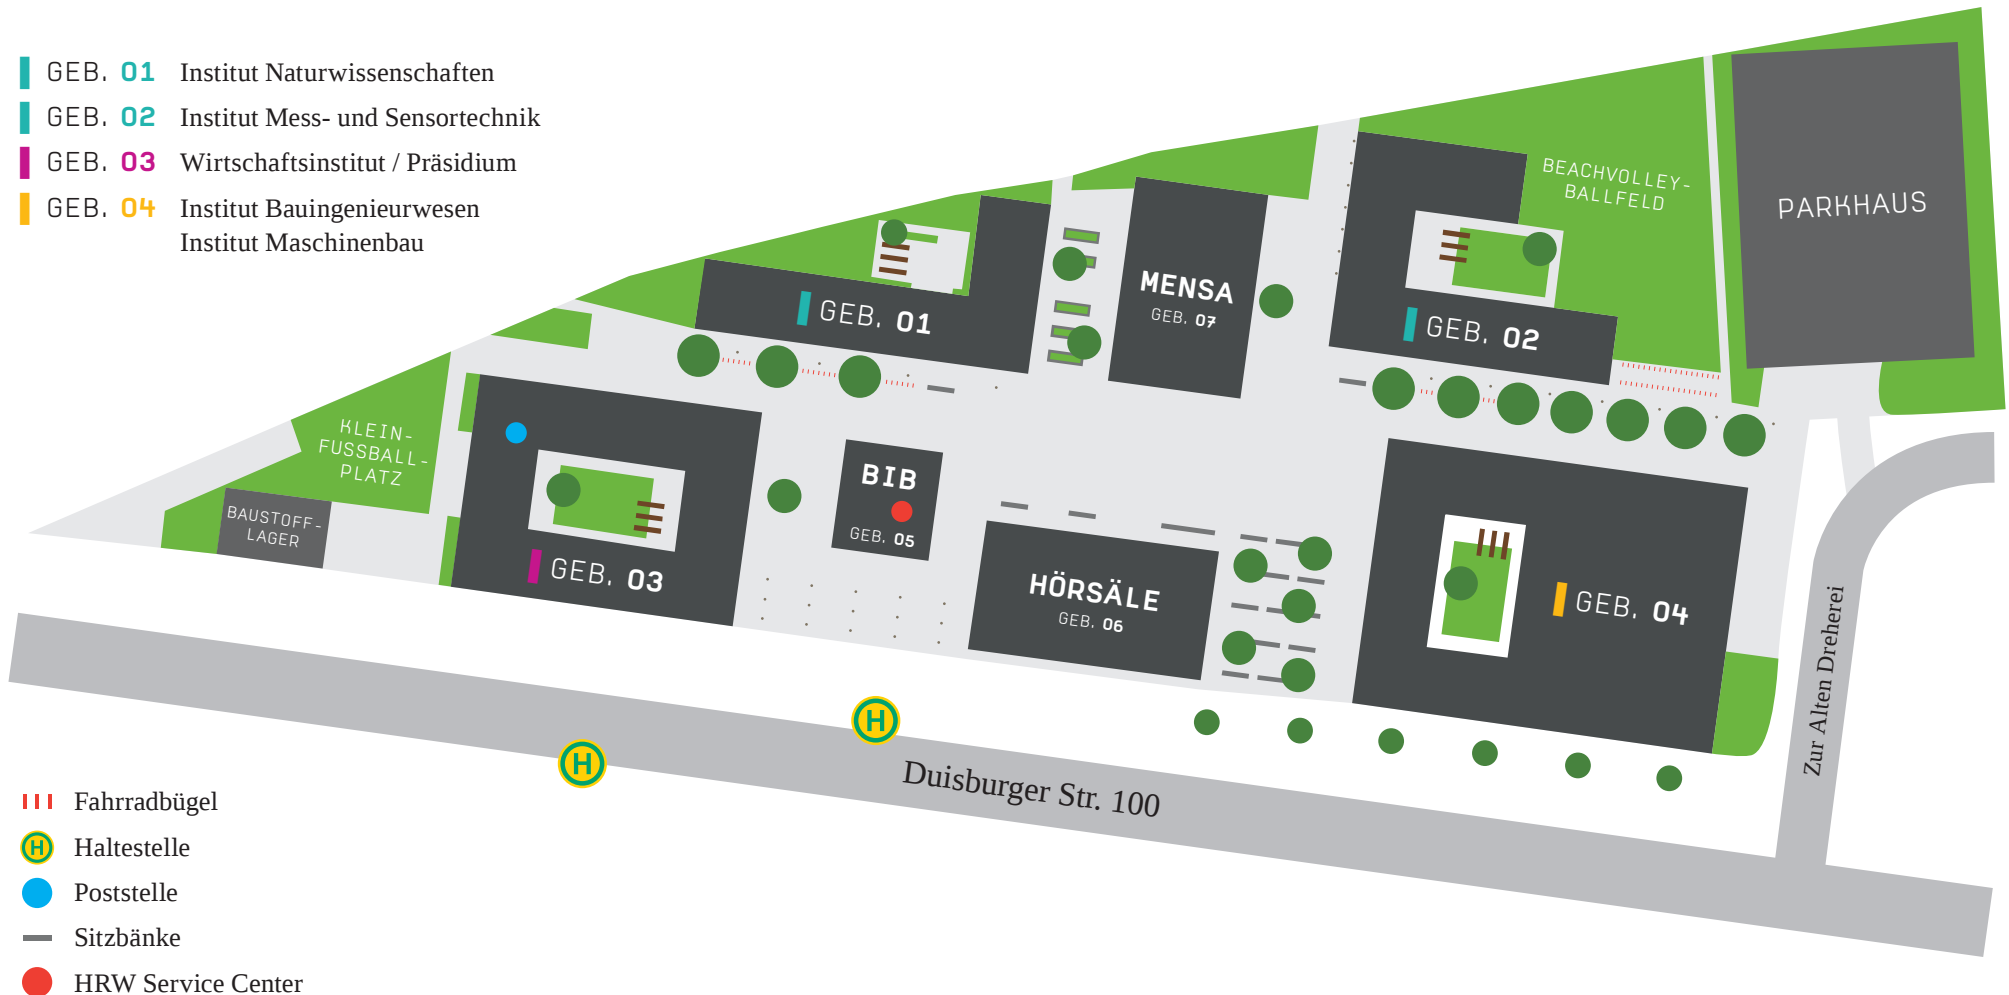 GEB. 01 Institut Naturwissenschaften
GEB. 02 Institut Mess- und Sensortechnik
GEB. 03 Wirtschaftsinstitut / Präsidium
GEB. 04 Institut Bauingenieurwesen
Institut Maschinenbau
BEACHVOLLEY-
BALLFELD
PARKHAUS
MENSA
GEB. 07
GEB. 01
GEB. 02
KLEIN-
FUSSBALL-
PLATZ
BAUSTOFF-
LAGER
BIB
GEB. 05
GEB. 03
HÖRSÄLE
GEB. 06
GEB. 04
Zur Alten Dreherei
H
H
Duisburger Str. 100
Fahrradbügel
H Haltestelle
Poststelle
Sitzbänke
HRW Service Center